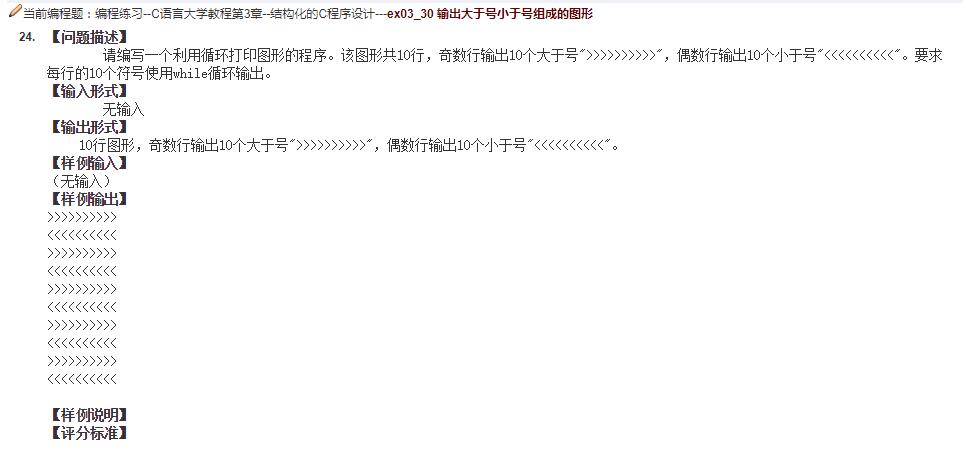 当前编程题：编程练习--C语言大学教程第3章--结构化的C程序设计---ex03_30 输出大于号小于号组成的图形
24. 【问题描述】
请编写一个利用循环打印图形的程序。该图形共10行，奇数行输出10个大于号">>>>>>>>>>"，偶数行输出10个小于号"<<<<<<<<<<"。要求
每行的10个符号使用while循环输出。
【输入形式】
无输入
【输出形式】
10行图形，奇数行输出10个大于号">>>>>>>>>>"，偶数行输出10个小于号"<<<<<<<<<<"。
【样例输入】
（无输入）
【样例输出】
>>>>>>>>>>
<<<<<<<<<<
>>>>>>>>>>
<<<<<<<<<<
>>>>>>>>>>
<<<<<<<<<<
>>>>>>>>>>
<<<<<<<<<<
>>>>>>>>>>
<<<<<<<<<<
【样例说明】
【评分标准】